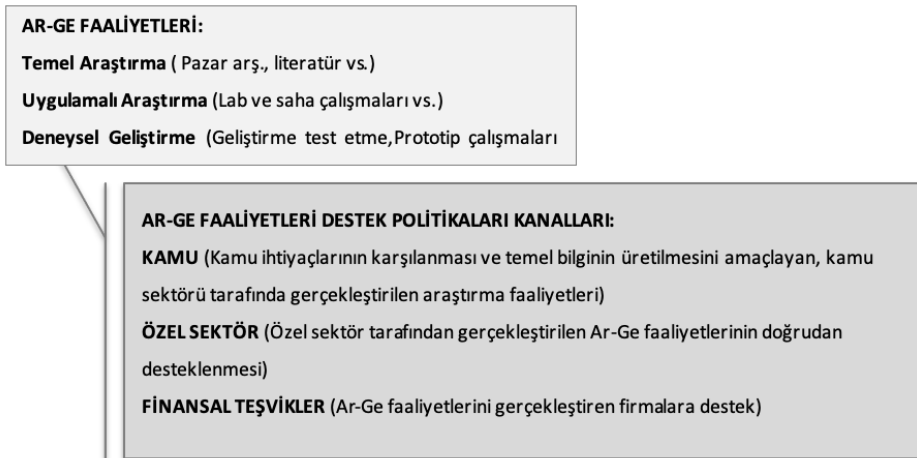 AR-GE FAALİYETLERİ:
Temel Araştırma ( Pazar arş., literatür vs.)
Uygulamalı Araştırma (Lab ve saha çalışmaları vs.)
Deneysel Geliştirme (Geliştirme test etme,Prototip çalışmaları
AR-GE FAALİYETLERİ DESTEK POLİTİKALARI KANALLARI:
KAMU (Kamu ihtiyaçlarının karşılanması ve temel bilginin üretilmesini amaçlayan, kamu
sektörü tarafında gerçekleştirilen araştırma faaliyetleri)
ÖZEL SEKTÖR (Özel sektör tarafından gerçekleştirilen Ar-Ge faaliyetlerinin doğrudan
desteklenmesi)
FİNANSAL TEŞVİKLER (Ar-Ge faaliyetlerini gerçekleştiren firmalara destek)